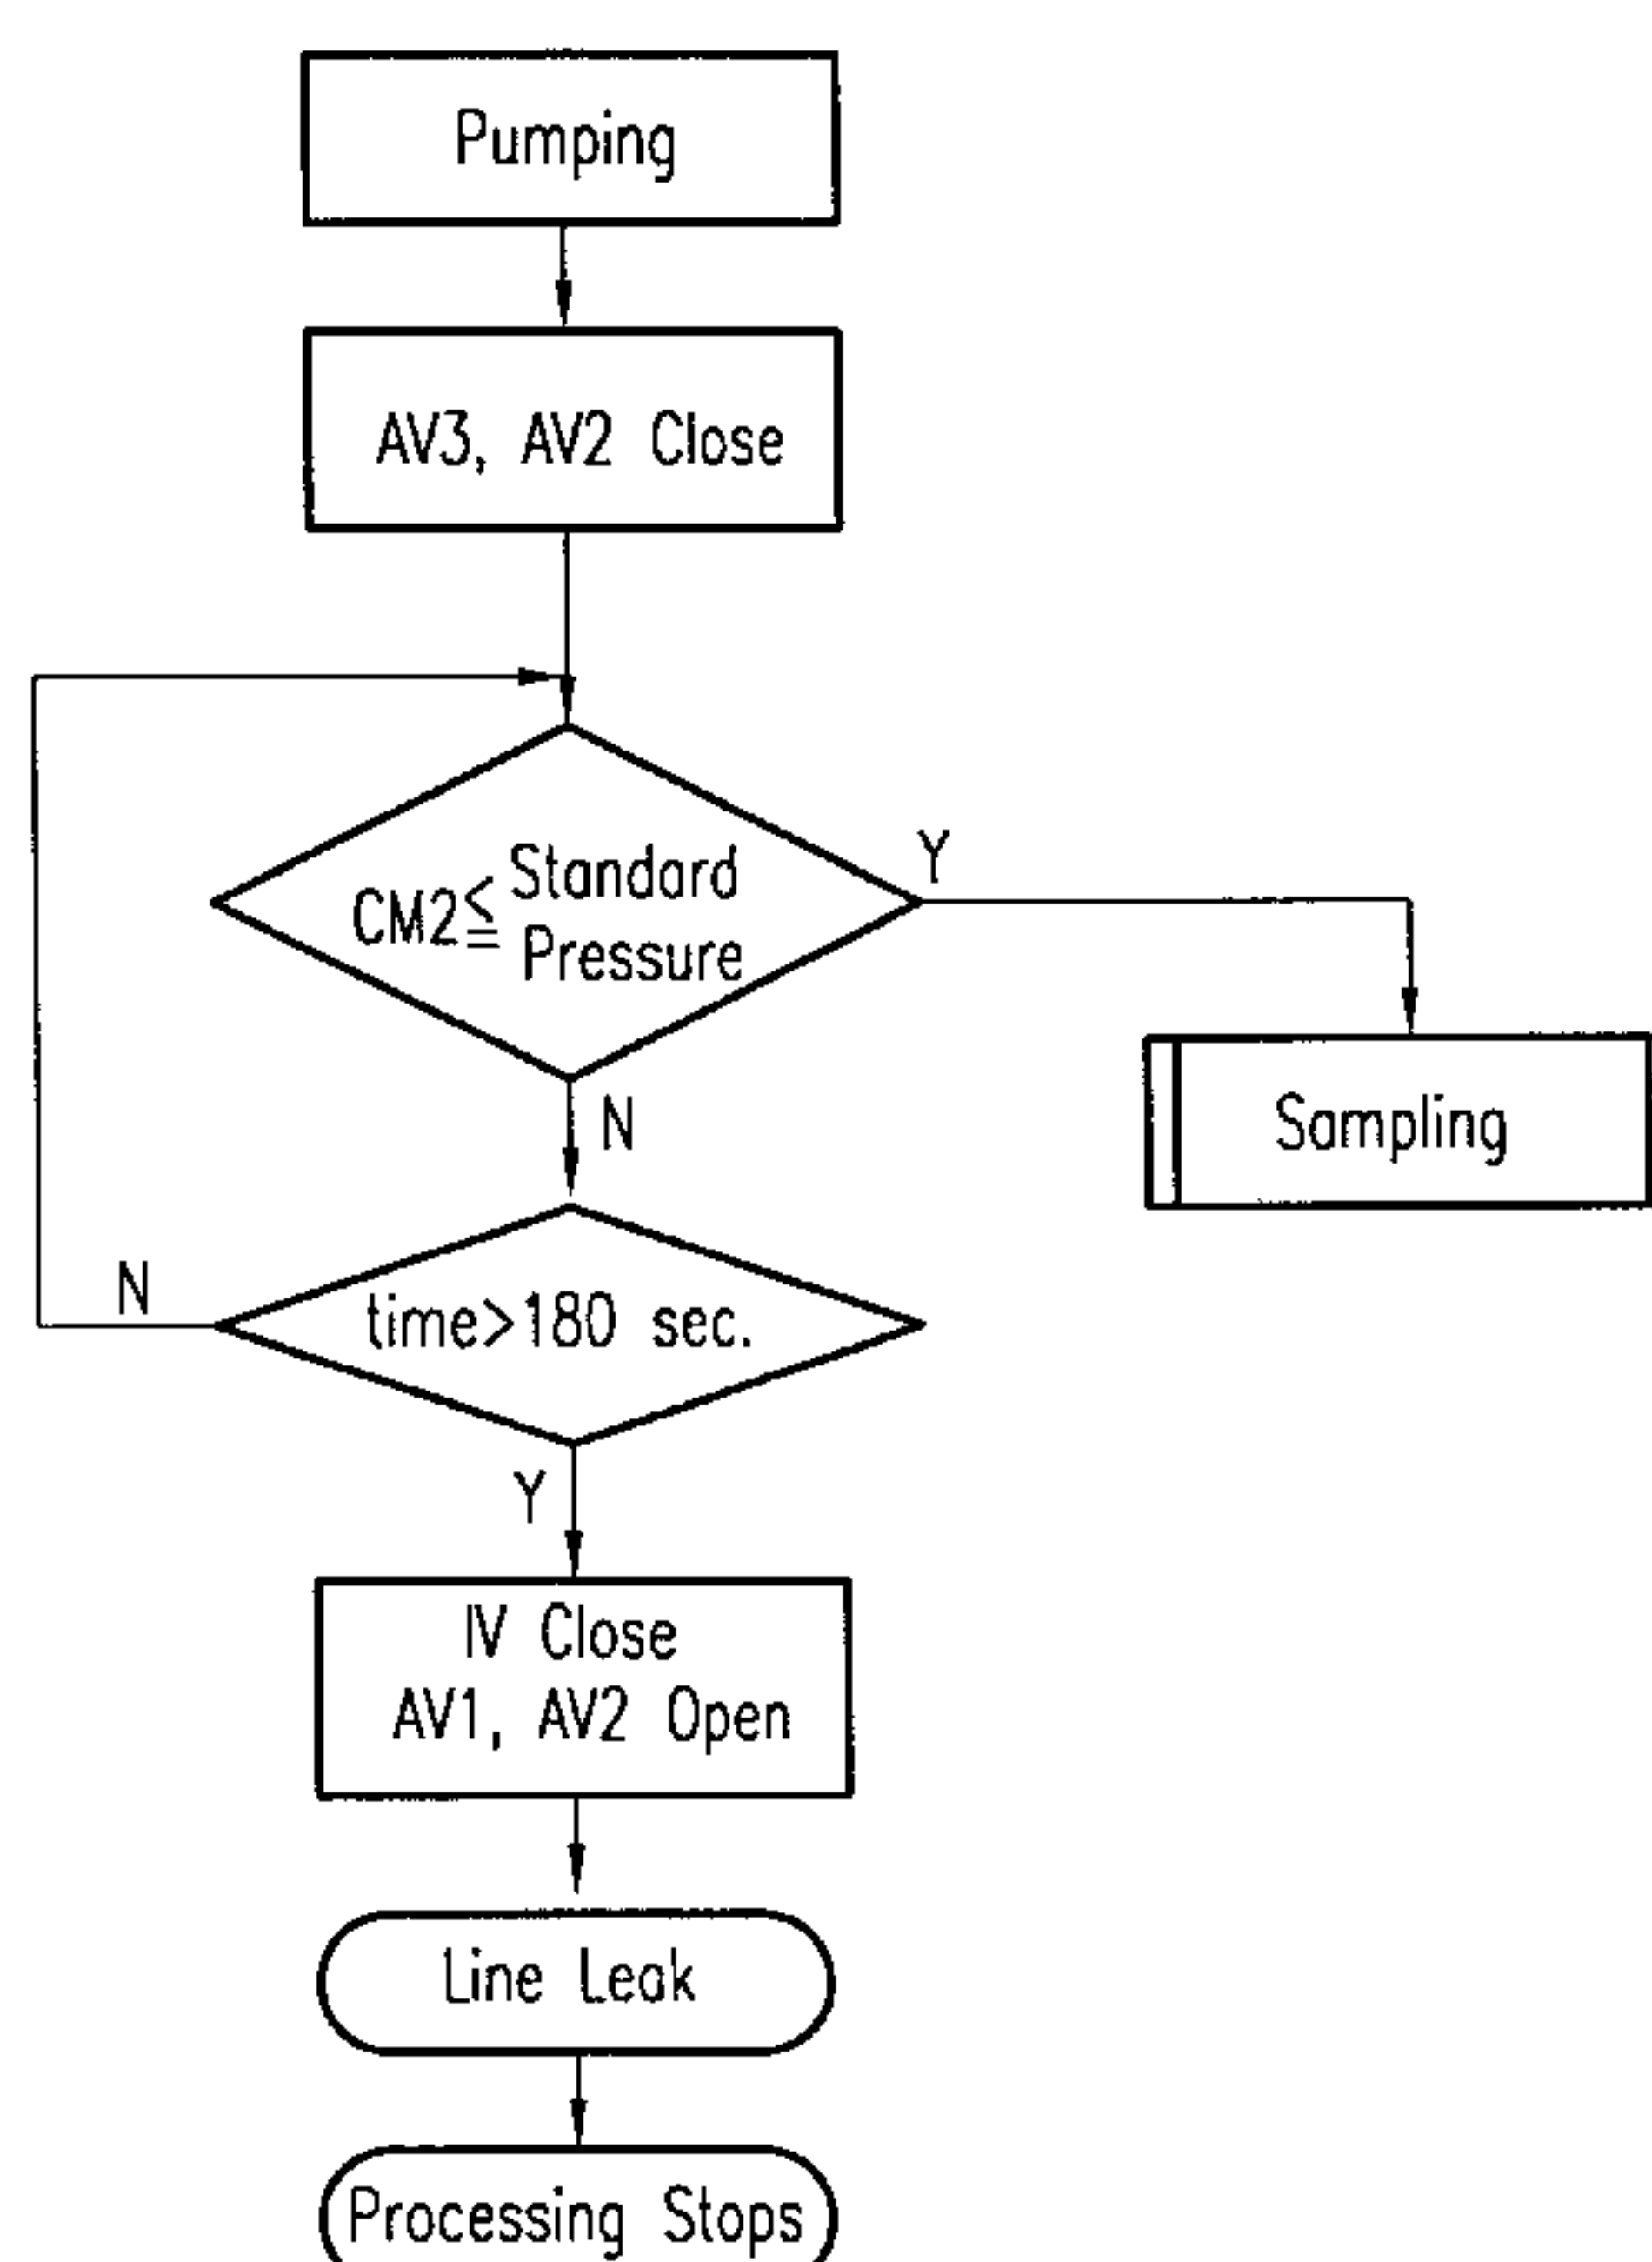 Pumping
AV3, AV2 Close
CM2≦ Standard
Pressure
Y
N
Sampling
N
time>180 sec.
Y
IV Close
AV1, AV2 Open
Line Leak
Processing Stops